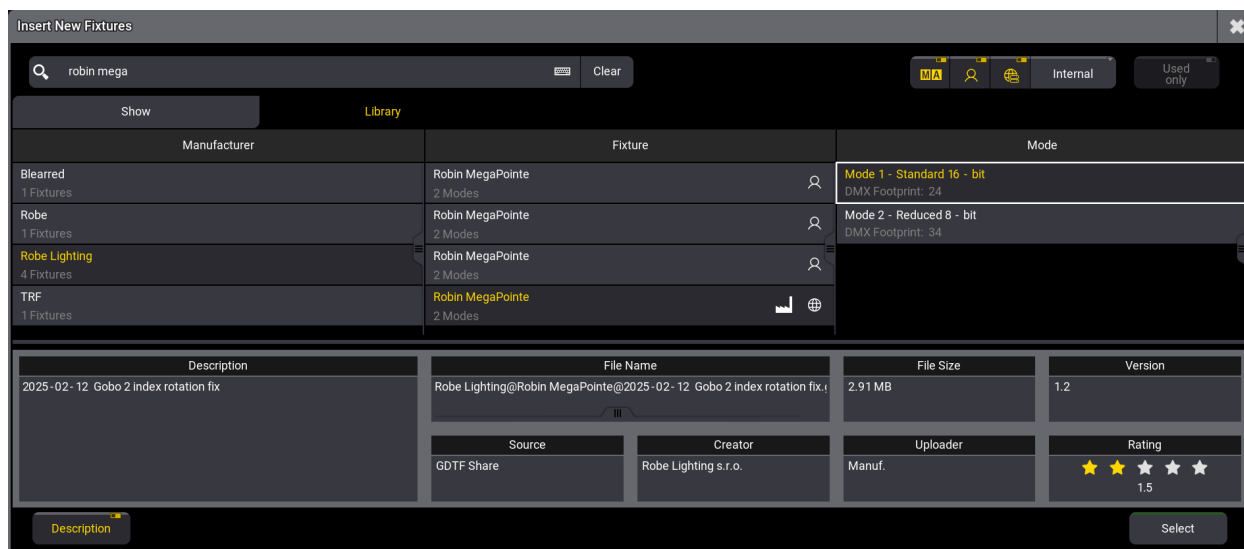 Insert New Fixtures
robin mega
Clear
MA
Internal
Used only
Show
Library
Manufacturer
Fixture
Mode
Blearred
1 Fixtures
Robe
1 Fixtures
Robe Lighting
4 Fixtures
TRF
1 Fixtures
Robin MegaPointe
2 Modes
Robin MegaPointe
2 Modes
Robin MegaPointe
2 Modes
Robin MegaPointe
2 Modes
Mode 1 - Standard 16 - bit
DMX Footprint: 24
Mode 2 - Reduced 8 - bit
DMX Footprint: 34
Description
2025-02-12 Gobo 2 index rotation fix
File Name
Robe Lighting@Robin MegaPointe@2025-02-12 Gobo 2 index rotation fix.
File Size
2.91 MB
Version
1.2
Source
GDTF Share
Creator
Robe Lighting s.r.o.
Uploader
Manuf.
Rating
1.5
Description
Select